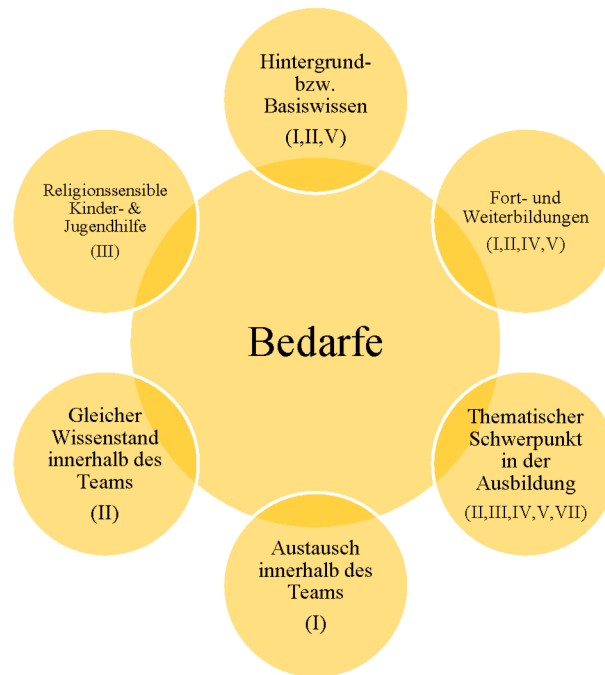 Hintergrund-
bzw.
Basiswissen
(I,II,V)
Fort- und
Weiterbildungen
(I,II,IV,V)
Thematischer
Schwerpunkt
in der
Ausbildung
(II,III,IV,V,VII)
Austausch
innerhalb des
Teams
(I)
Gleicher
Wissenstand
innerhalb des
Teams
(II)
Religionssensible
Kinder- &
Jugendhilfe
(III)
Bedarfe